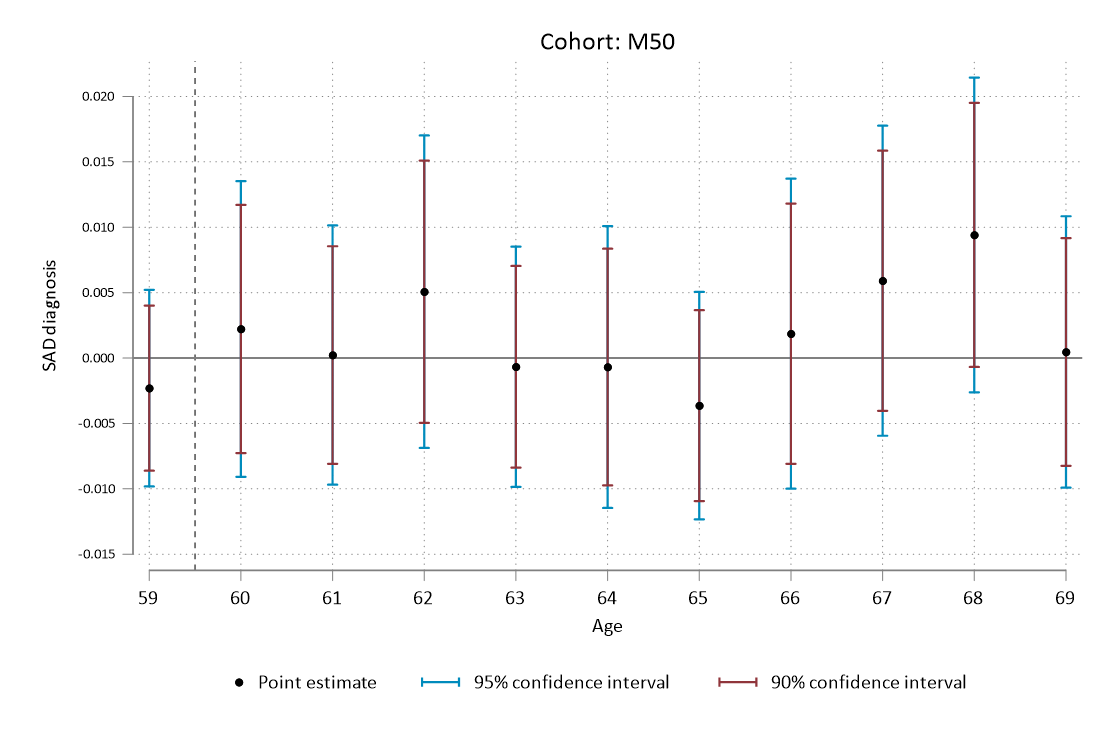 Cohort: M50
0.020
0.015
0.010
0.005
0.000
-0.005
-0.010
-0.015
SAD diagnosis
59 60 61 62 63 64 65 66 67 68 69
Age
Point estimate 95% confidence interval 90% confidence interval